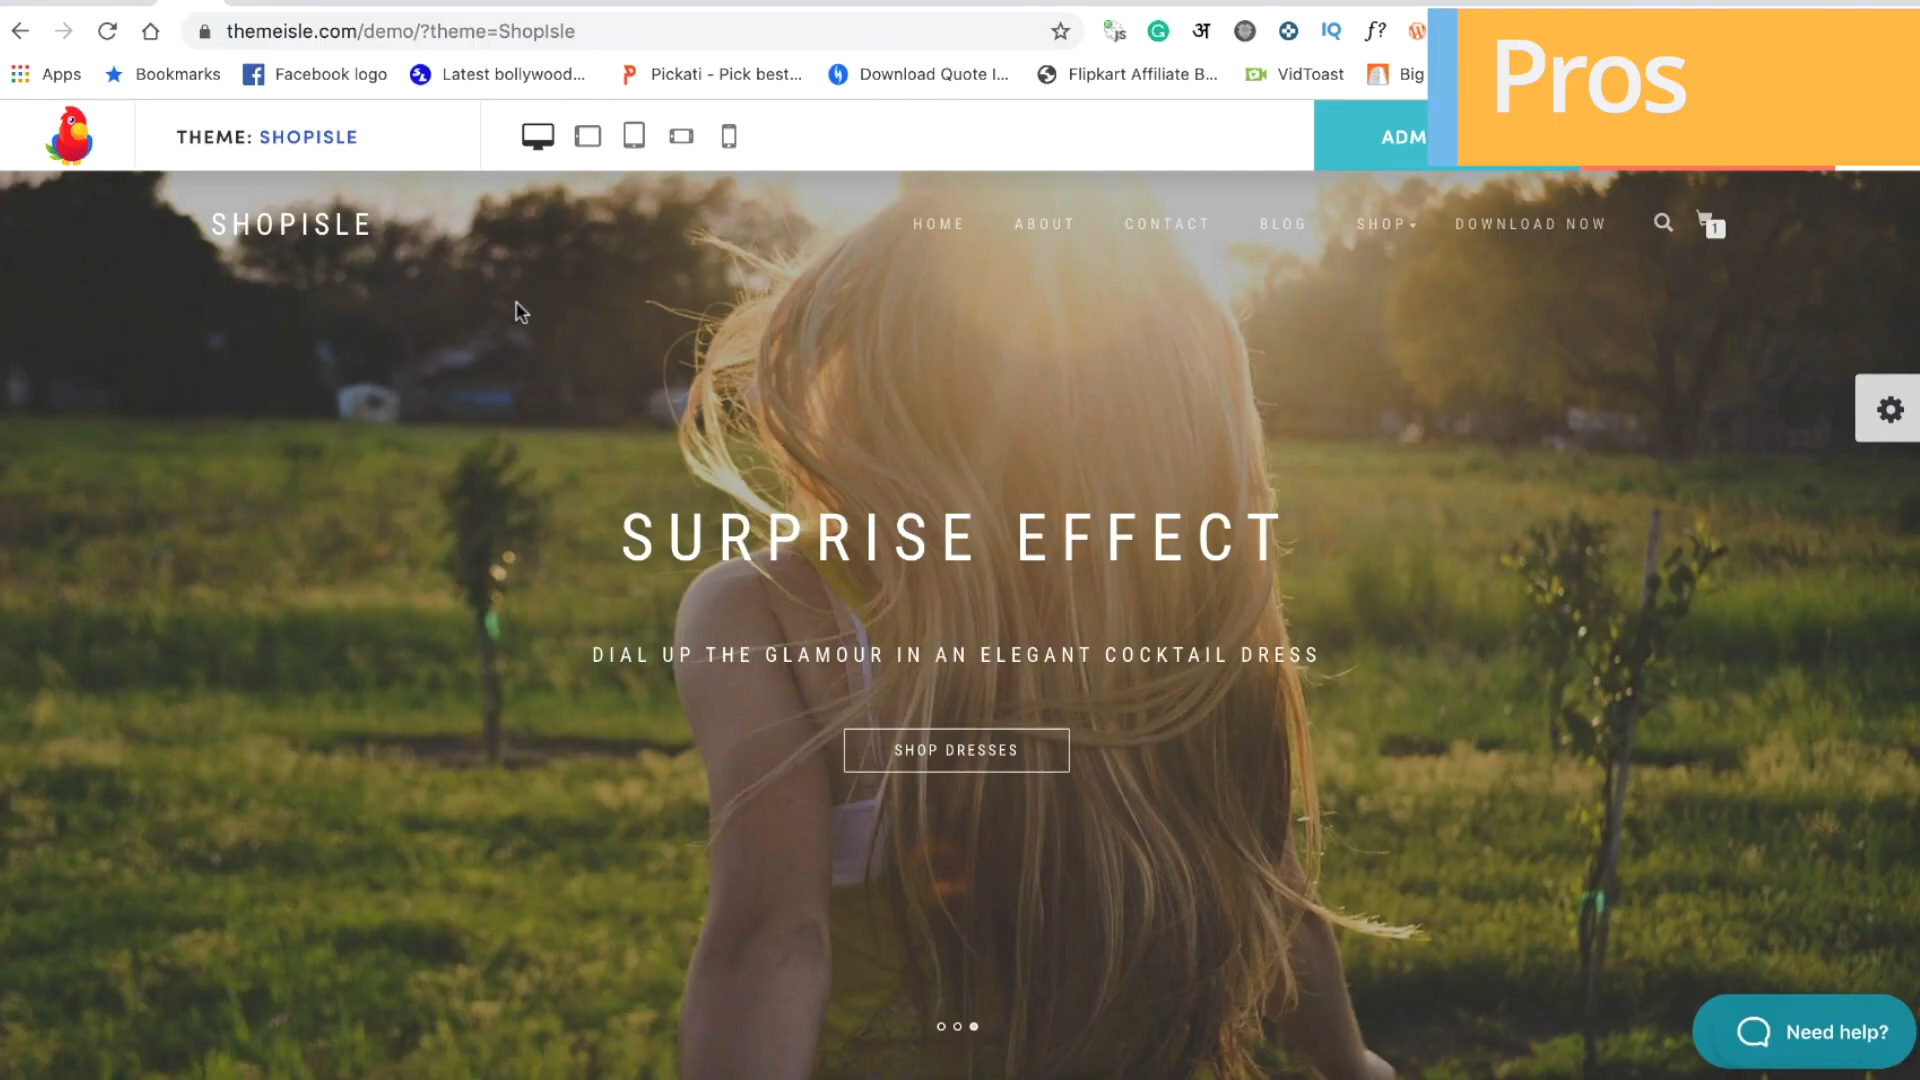 themeisle.com/demo/?theme=ShopIsle
JS
G
अ
IQ
f?
Pros
Apps
Bookmarks
Facebook logo
Latest bollywood...
Pickati - Pick best...
Download Quote I...
Flipkart Affiliate B...
VidToast
Big
THEME: SHOPISLE
ADM
SHOPISLE
HOME
ABOUT
CONTACT
BLOG
SHOP
DOWNLOAD NOW
1
SURPRISE EFFECT
DIAL UP THE GLAMOUR IN AN ELEGANT COCKTAIL DRESS
SHOP DRESSES
Need help?